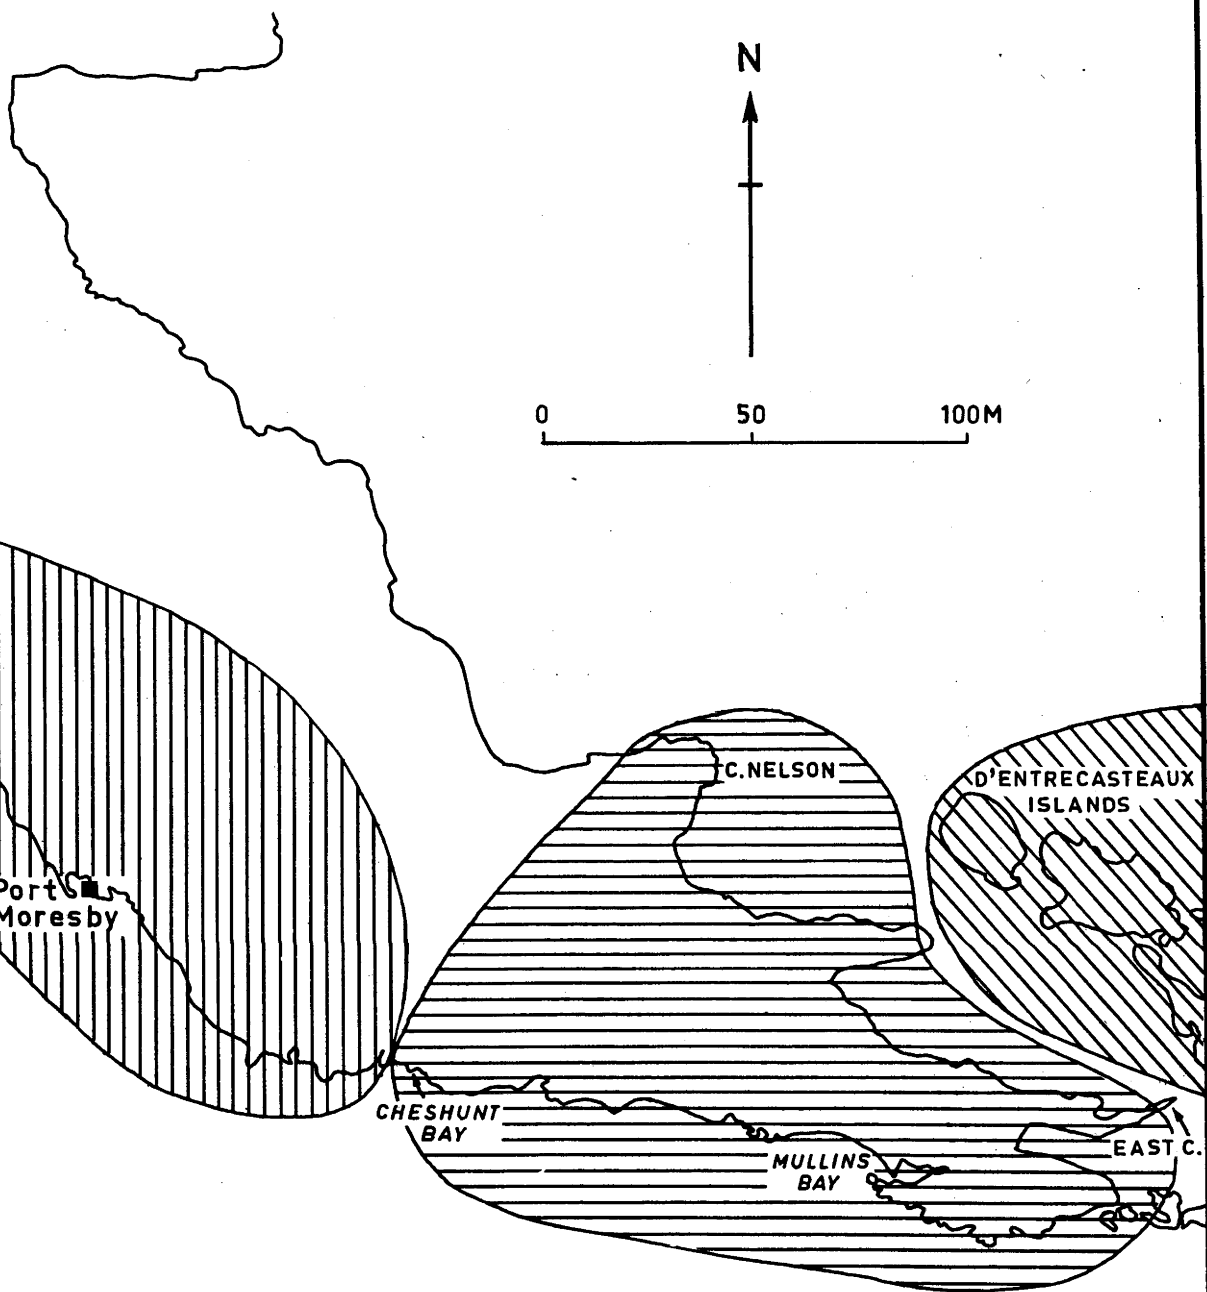 N
0 50 100M
C.NELSON
D'ENTRECASTEAUX
ISLANDS
Port
Moresby
CHESHUNT
BAY
EAST C.
MULLINS
BAY